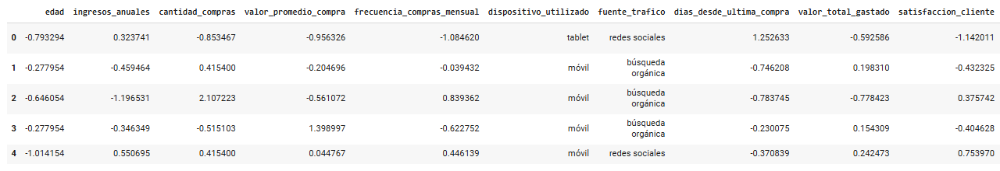 edad ingresos_anuales cantidad_compras valor_promedio_compra frecuencia_compras_mensual dispositivo_utilizado fuente_trafico dias_desde_ultima_compra valor_total_gastado satisfaccion_cliente
0 -0.793294 0.323741 -0.853467 -0.956326 -1.084620 tablet redes sociales 1.252633 -0.592586 -1.142011
1 -0.277954 -0.459464 0.415400 -0.204696 -0.039432 móvil búsqueda orgánica -0.746208 0.198310 -0.432325
2 -0.646054 -1.196531 2.107223 -0.561072 0.839362 móvil búsqueda orgánica -0.783745 -0.778423 0.375742
3 -0.277954 -0.346349 -0.515103 1.398997 -0.622752 móvil búsqueda orgánica -0.230075 0.154309 -0.404628
4 -1.014154 0.550695 0.415400 0.044767 0.446139 móvil redes sociales -0.370839 0.242473 0.753970